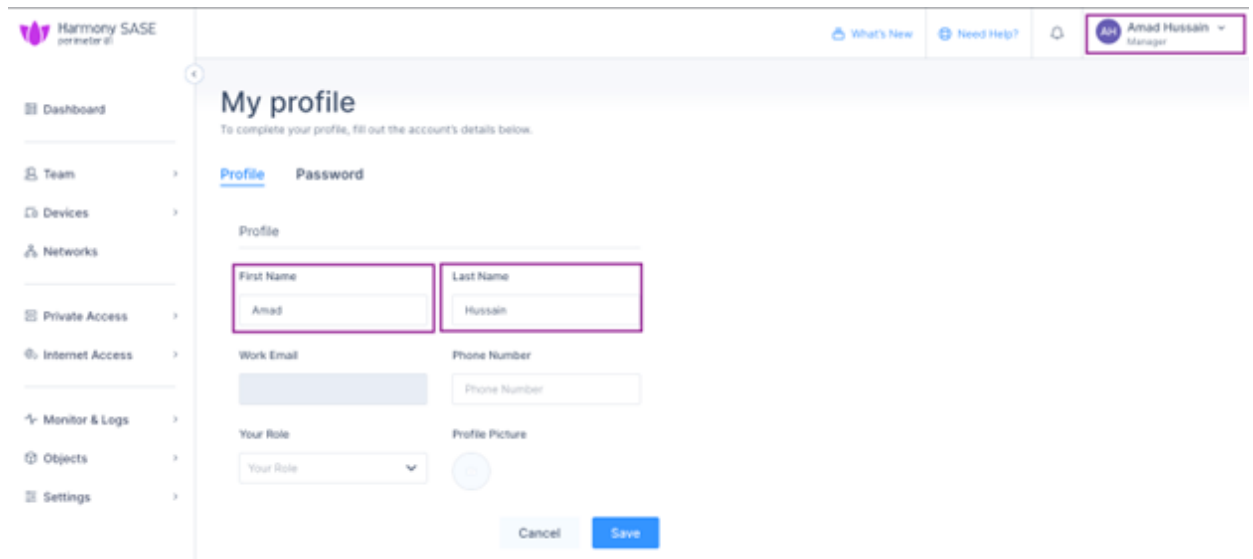 Harmony SASE
perimeter 81
What's New
Need Help?
AH
Amad Hussain
Manager
Dashboard
Team
Devices
Networks
Private Access
Internet Access
Monitor & Logs
Objects
Settings
My profile
To complete your profile, fill out the account's details below.
Profile Password
Profile
First Name Last Name
Amad Hussain
Work Email Phone Number
Phone Number
Your Role Profile Picture
Your Role
Cancel Save